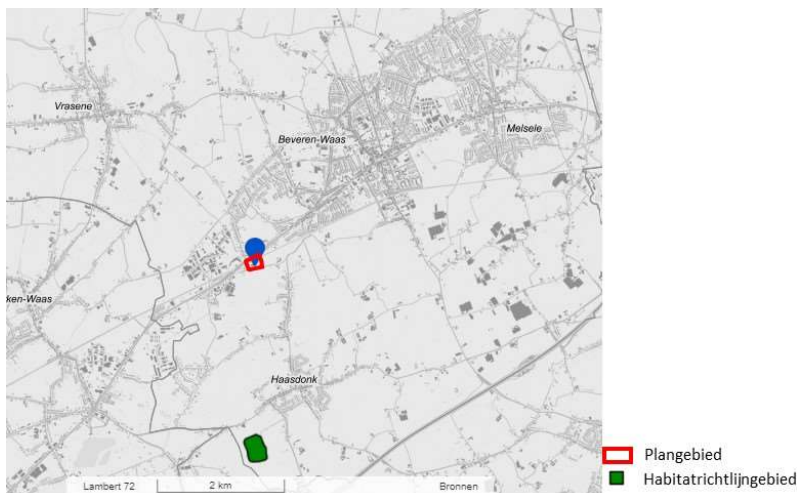 Vrasene
Beveren-Waas
Melsele
ken-Waas
Haasdonk
Lambert 72
2 km
Bronnen
Plangebied
Habitatrichtlijngebied